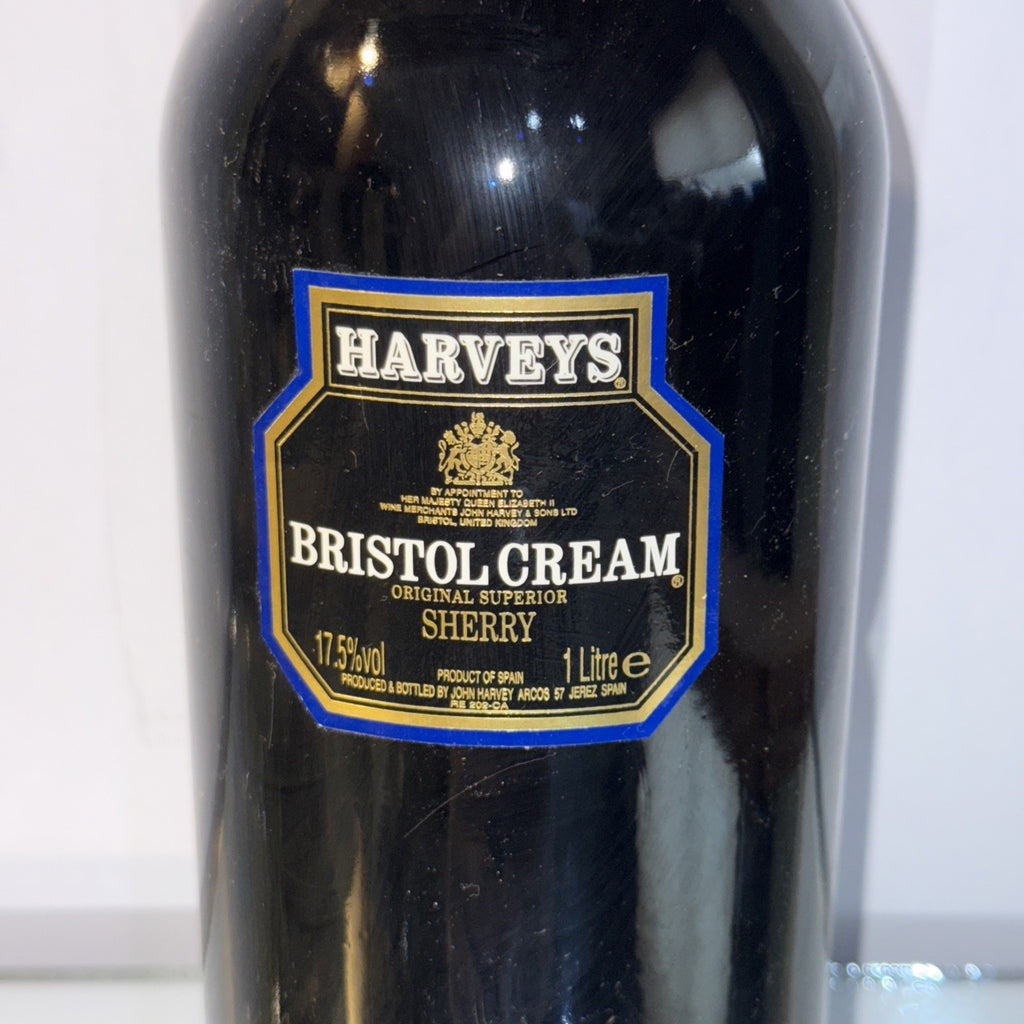 HARVEYS®
BY APPOINTMENT TO
HER MAJESTY QUEEN ELIZABETH II
WINE MERCHANTS JOHN HARVEY & SONS LTD
BRISTOL, UNITED KINGDOM
BRISTOL CREAM®
ORIGINAL SUPERIOR
SHERRY
17.5%vol
1 Litre e
PRODUCT OF SPAIN
PRODUCED & BOTTLED BY JOHN HARVEY ARCOS 57 JEREZ SPAIN
RE 202-CA